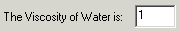 The Viscosity of Water is: 1